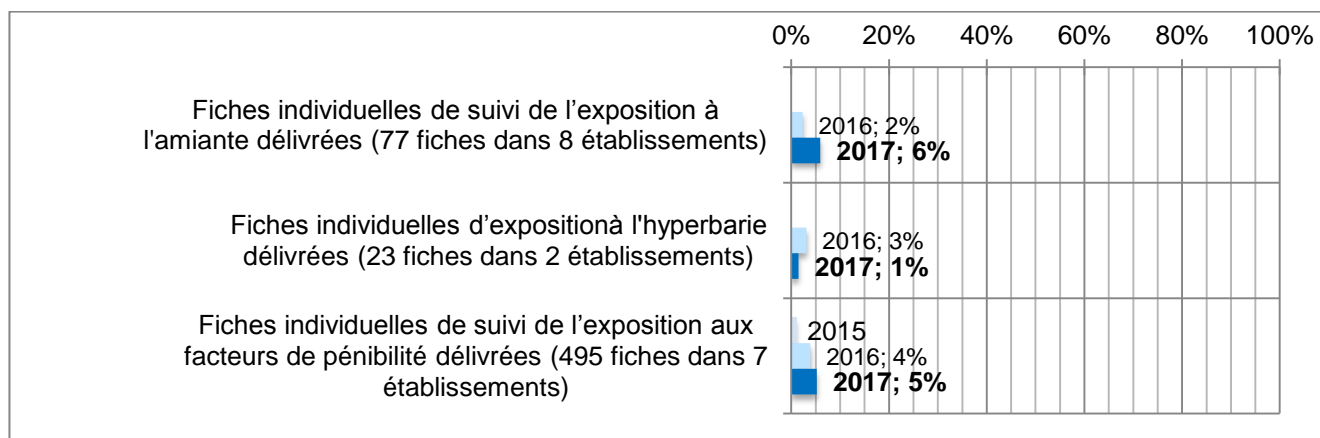 0% 20% 40% 60% 80% 100%
Fiches individuelles de suivi de l’exposition à
l'amiante délivrées (77 fiches dans 8 établissements)
2016; 2%
2017; 6%
Fiches individuelles d’expositionà l'hyperbarie
délivrées (23 fiches dans 2 établissements)
2016; 3%
2017; 1%
Fiches individuelles de suivi de l’exposition aux
facteurs de pénibilité délivrées (495 fiches dans 7
établissements)
2015
2016; 4%
2017; 5%